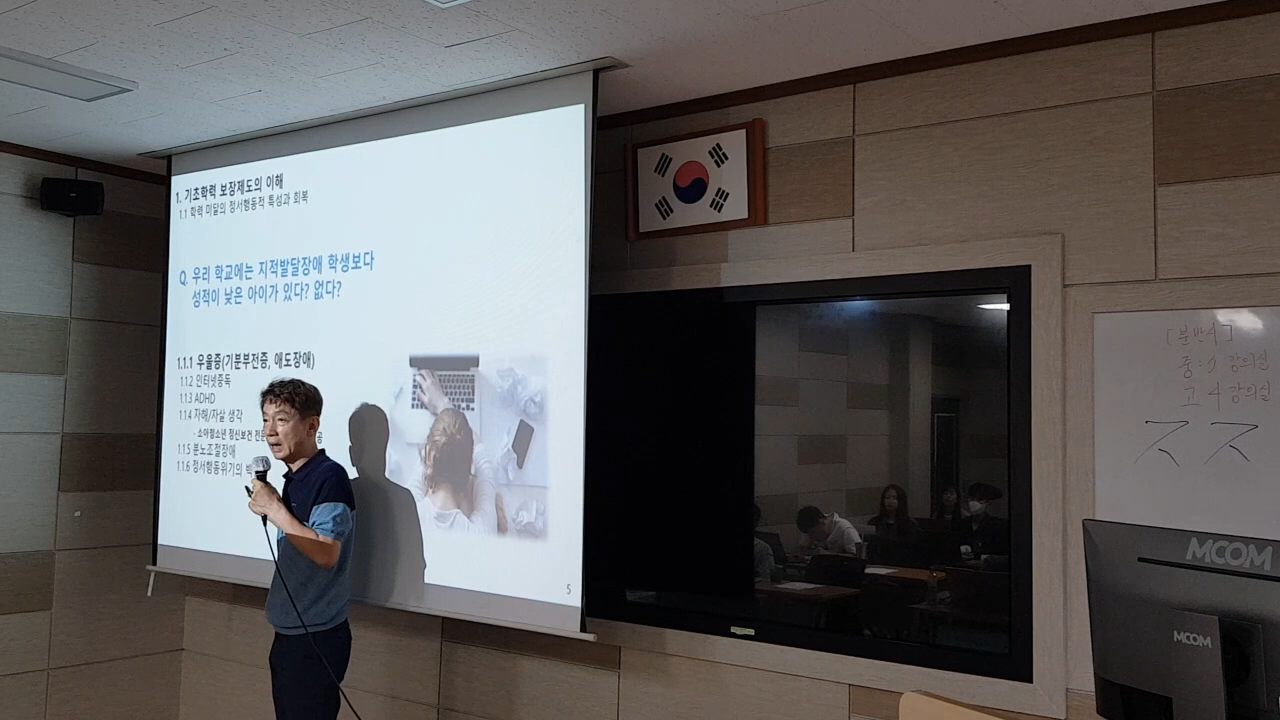 1. 기초학력 보장제도의 이해
1.1 학력 미달의 정서행동적 특성과 회복
Q. 우리 학교에는 지적발달장애 학생보다
성적이 낮은 아이가 있다? 없다?
1.1.1 우울증(기분부전증, 애도장애)
1.1.2 인터넷중독
1.1.3 ADHD
1.1.4 자해/자살 생각
- 소아청소년 정신보건 전문
1.1.5 분노조절장애
1.1.6 정서행동위기의
5
[분반시]
중 : 강의실
고 4 강의실
ㅈㅈ
MCOM
MCOM